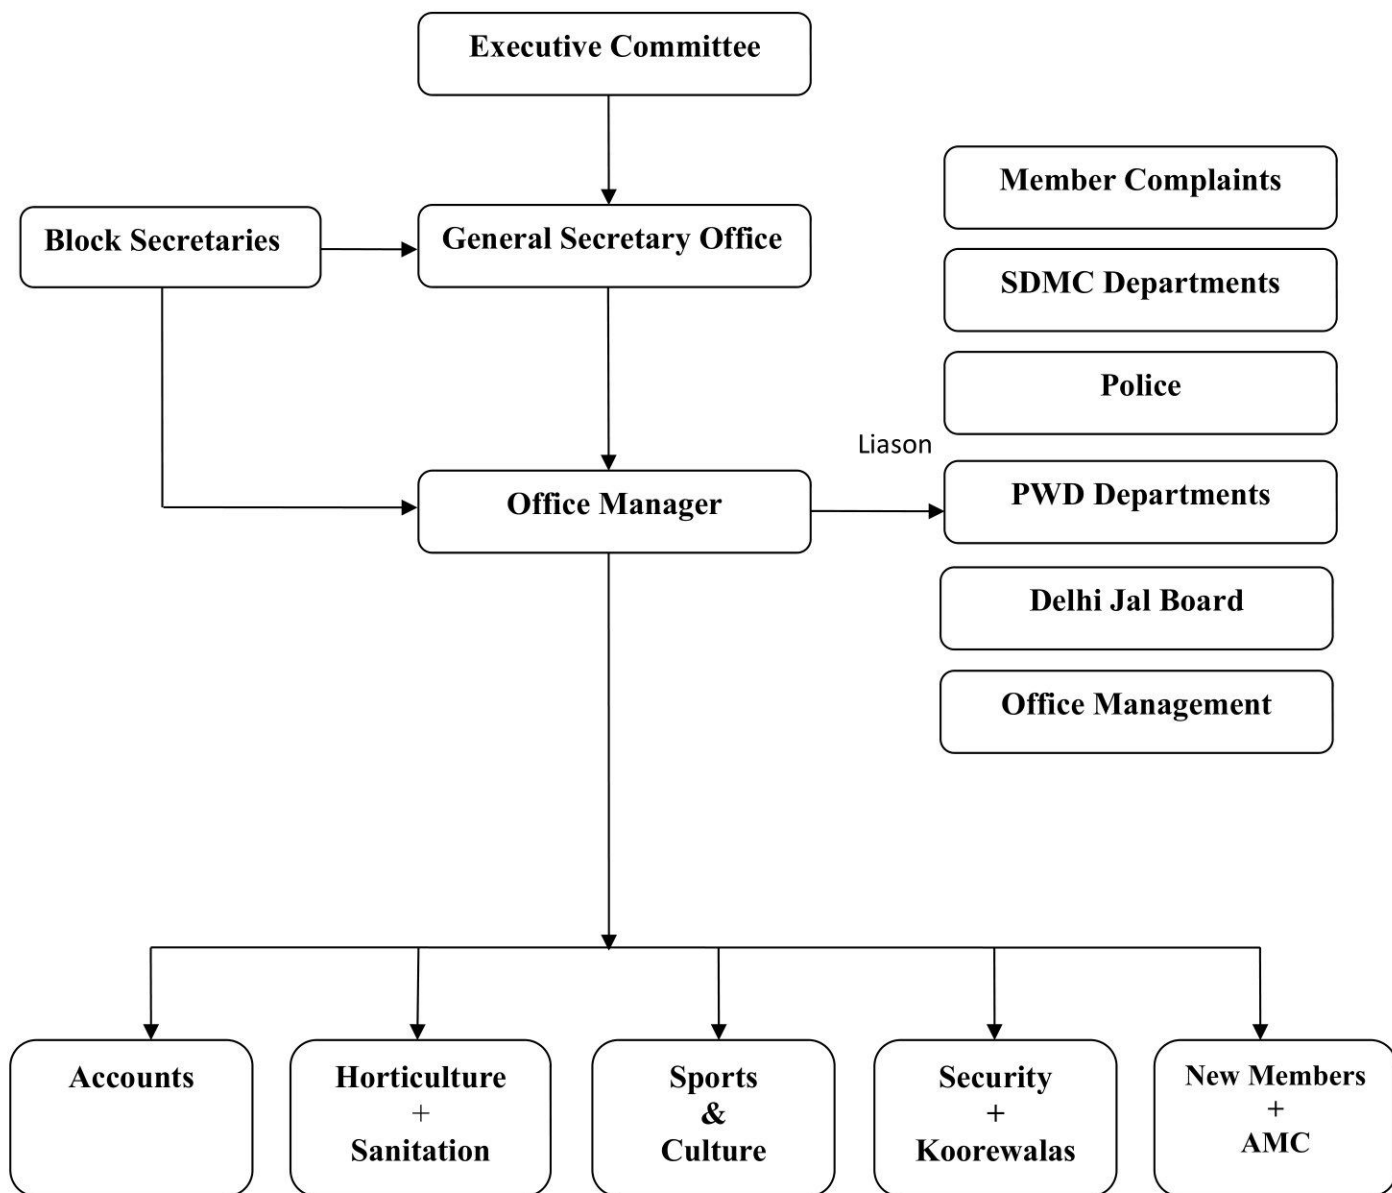 Executive Committee
Member Complaints
Block Secretaries
General Secretary Office
SDMC Departments
Police
Liason
Office Manager
PWD Departments
Delhi Jal Board
Office Management
Accounts
Horticulture
+
Sanitation
Sports
&
Culture
Security
+
Koorewalas
New Members
+
AMC